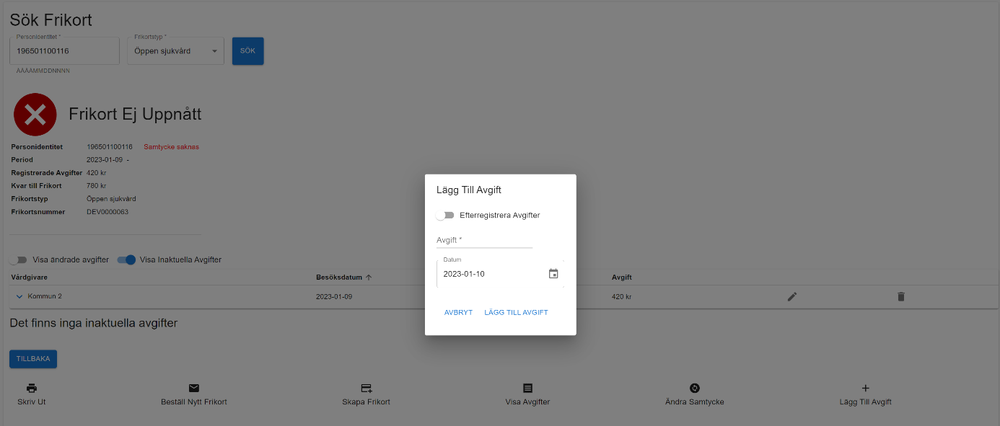 Sök Frikort
Personidentitet *
Frikortstyp *
196501100116
Öppen sjukvård
SÖK
ÅÅÅÅMMDDNNNN
Frikort Ej Uppnått
Personidentitet 196501100116 Samtycke saknas
Period 2023-01-09 -
Registrerade Avgifter 420 kr
Kvar till Frikort 780 kr
Frikortstyp Öppen sjukvård
Frikortsnummer DEV0000063
Visa ändrade avgifter
Visa Inaktuella Avgifter
Vårdgivare Besöksdatum Avgift
Kommun 2 2023-01-09 420 kr
Det finns inga inaktuella avgifter
TILLBAKA
Skriv Ut
Beställ Nytt Frikort
Skapa Frikort
Visa Avgifter
Ändra Samtycke
Lägg Till Avgift
Lägg Till Avgift
Efterregistrera Avgifter
Avgift *
Datum
2023-01-10
AVBRYT LÄGG TILL AVGIFT